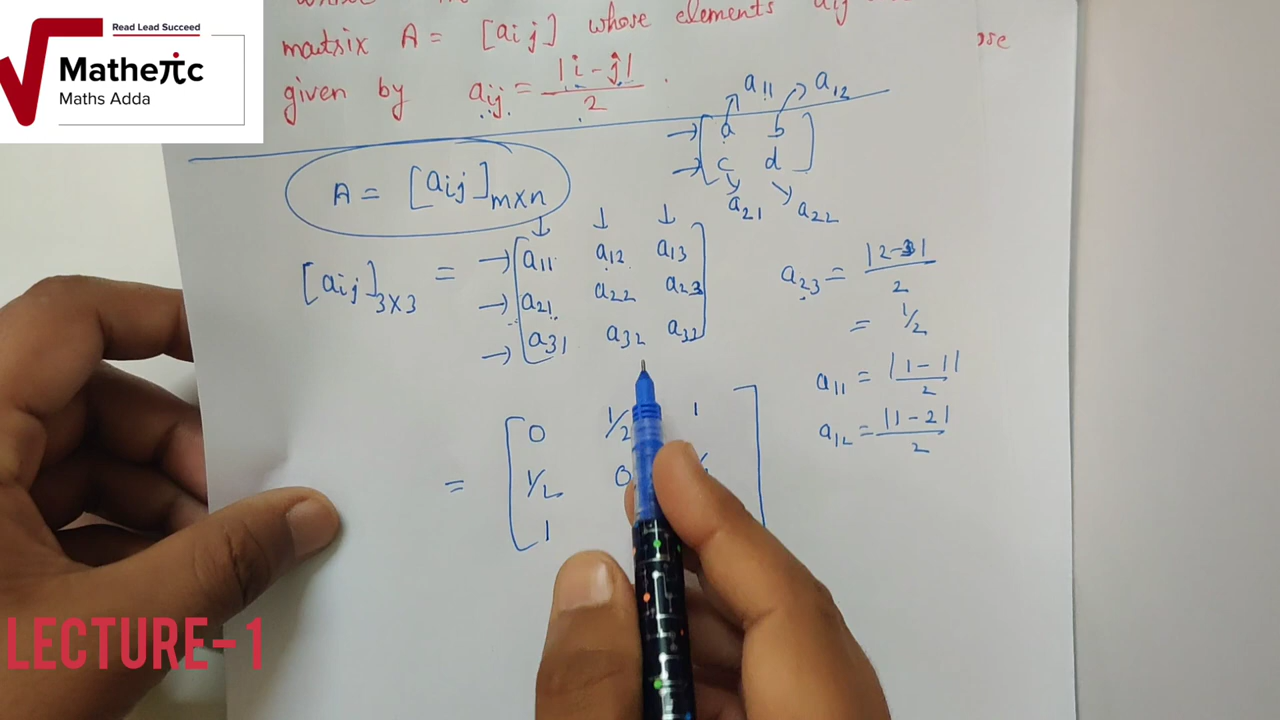 Read Lead Succeed
Matheπc
Maths Adda
matrix A = [aij] whose elements aij
given by aij = |i - j| / 2 .
A = [aij]m×n
[a b
c d]
a11 a12
a21 a22
[aij]3×3 = [a11 a12 a13
a21 a22 a23
a31 a32 a32]
a23 = |2-3| / 2
= 1/2
a11 = |1-1| / 2
a12 = |1-2| / 2
= [0 1/2 1
1/2 0
1 ]
LECTURE-1